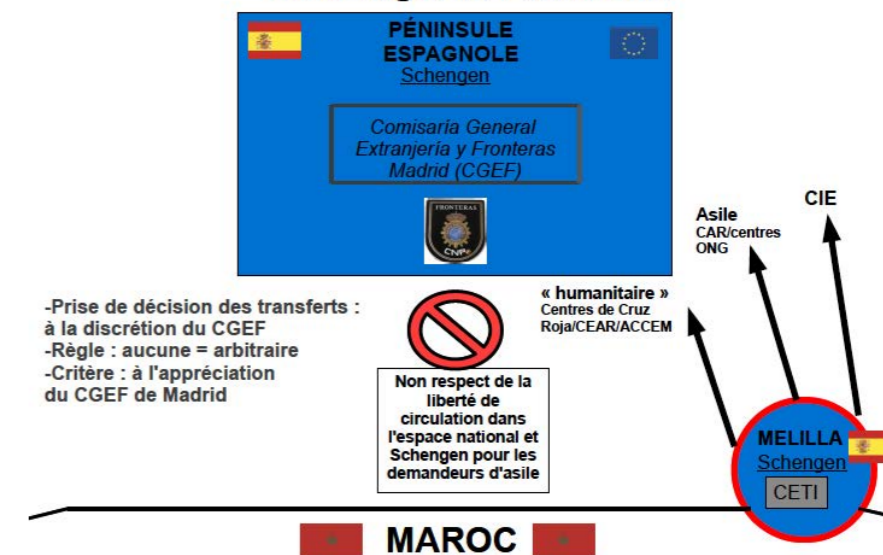 PÉNINSULE
ESPAGNOLE
Schengen
Comisaría General
Extranjería y Fronteras
Madrid (CGEF)
FRONTERAS
CNP
CIE
Asile
CAR/centres
ONG
« humanitaire »
Centres de Cruz
Roja/CEAR/ACCEM
-Prise de décision des transferts :
à la discrétion du CGEF
-Règle : aucune = arbitraire
-Critère : à l'appréciation
du CGEF de Madrid
Non respect de la
liberté de
circulation dans
l'espace national et
Schengen pour les
demandeurs d'asile
MELILLA
Schengen
CETI
MAROC